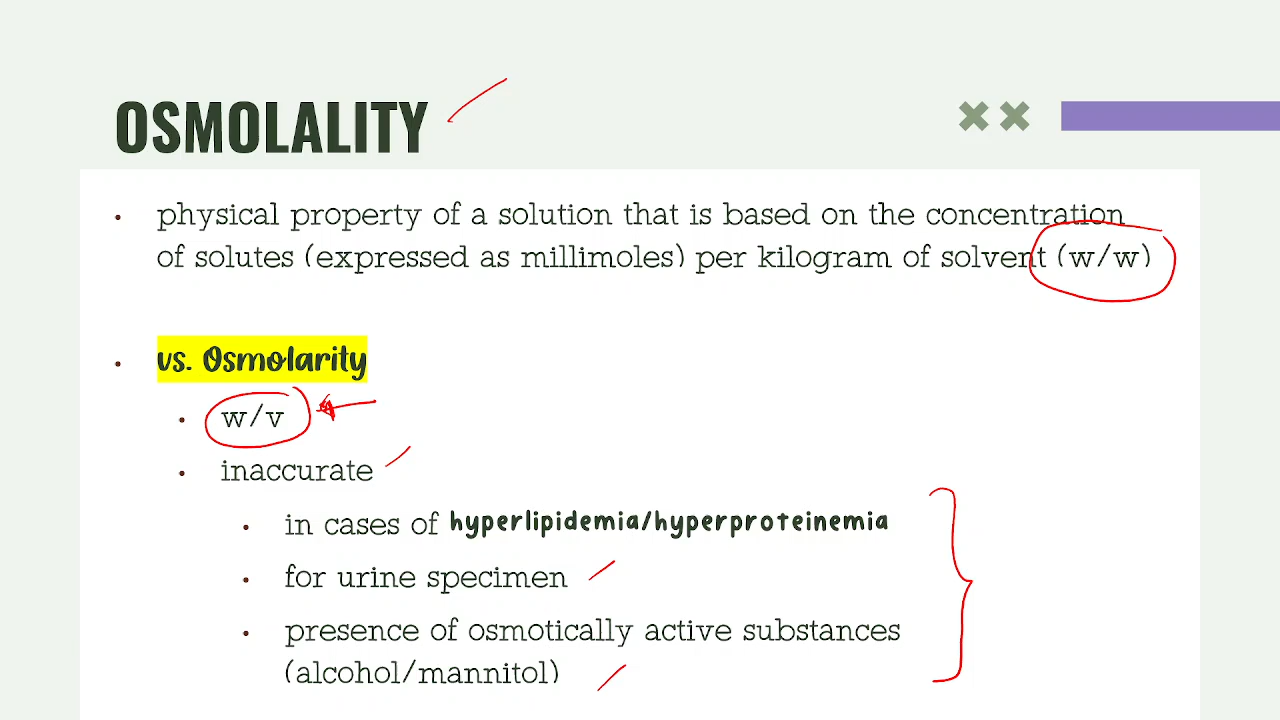 OSMOLALITY
• physical property of a solution that is based on the concentration
of solutes (expressed as millimoles) per kilogram of solvent (w/w)
• vs. Osmolarity
• w/v
• inaccurate
• in cases of hyperlipidemia/hyperproteinemia
• for urine specimen
• presence of osmotically active substances
(alcohol/mannitol)